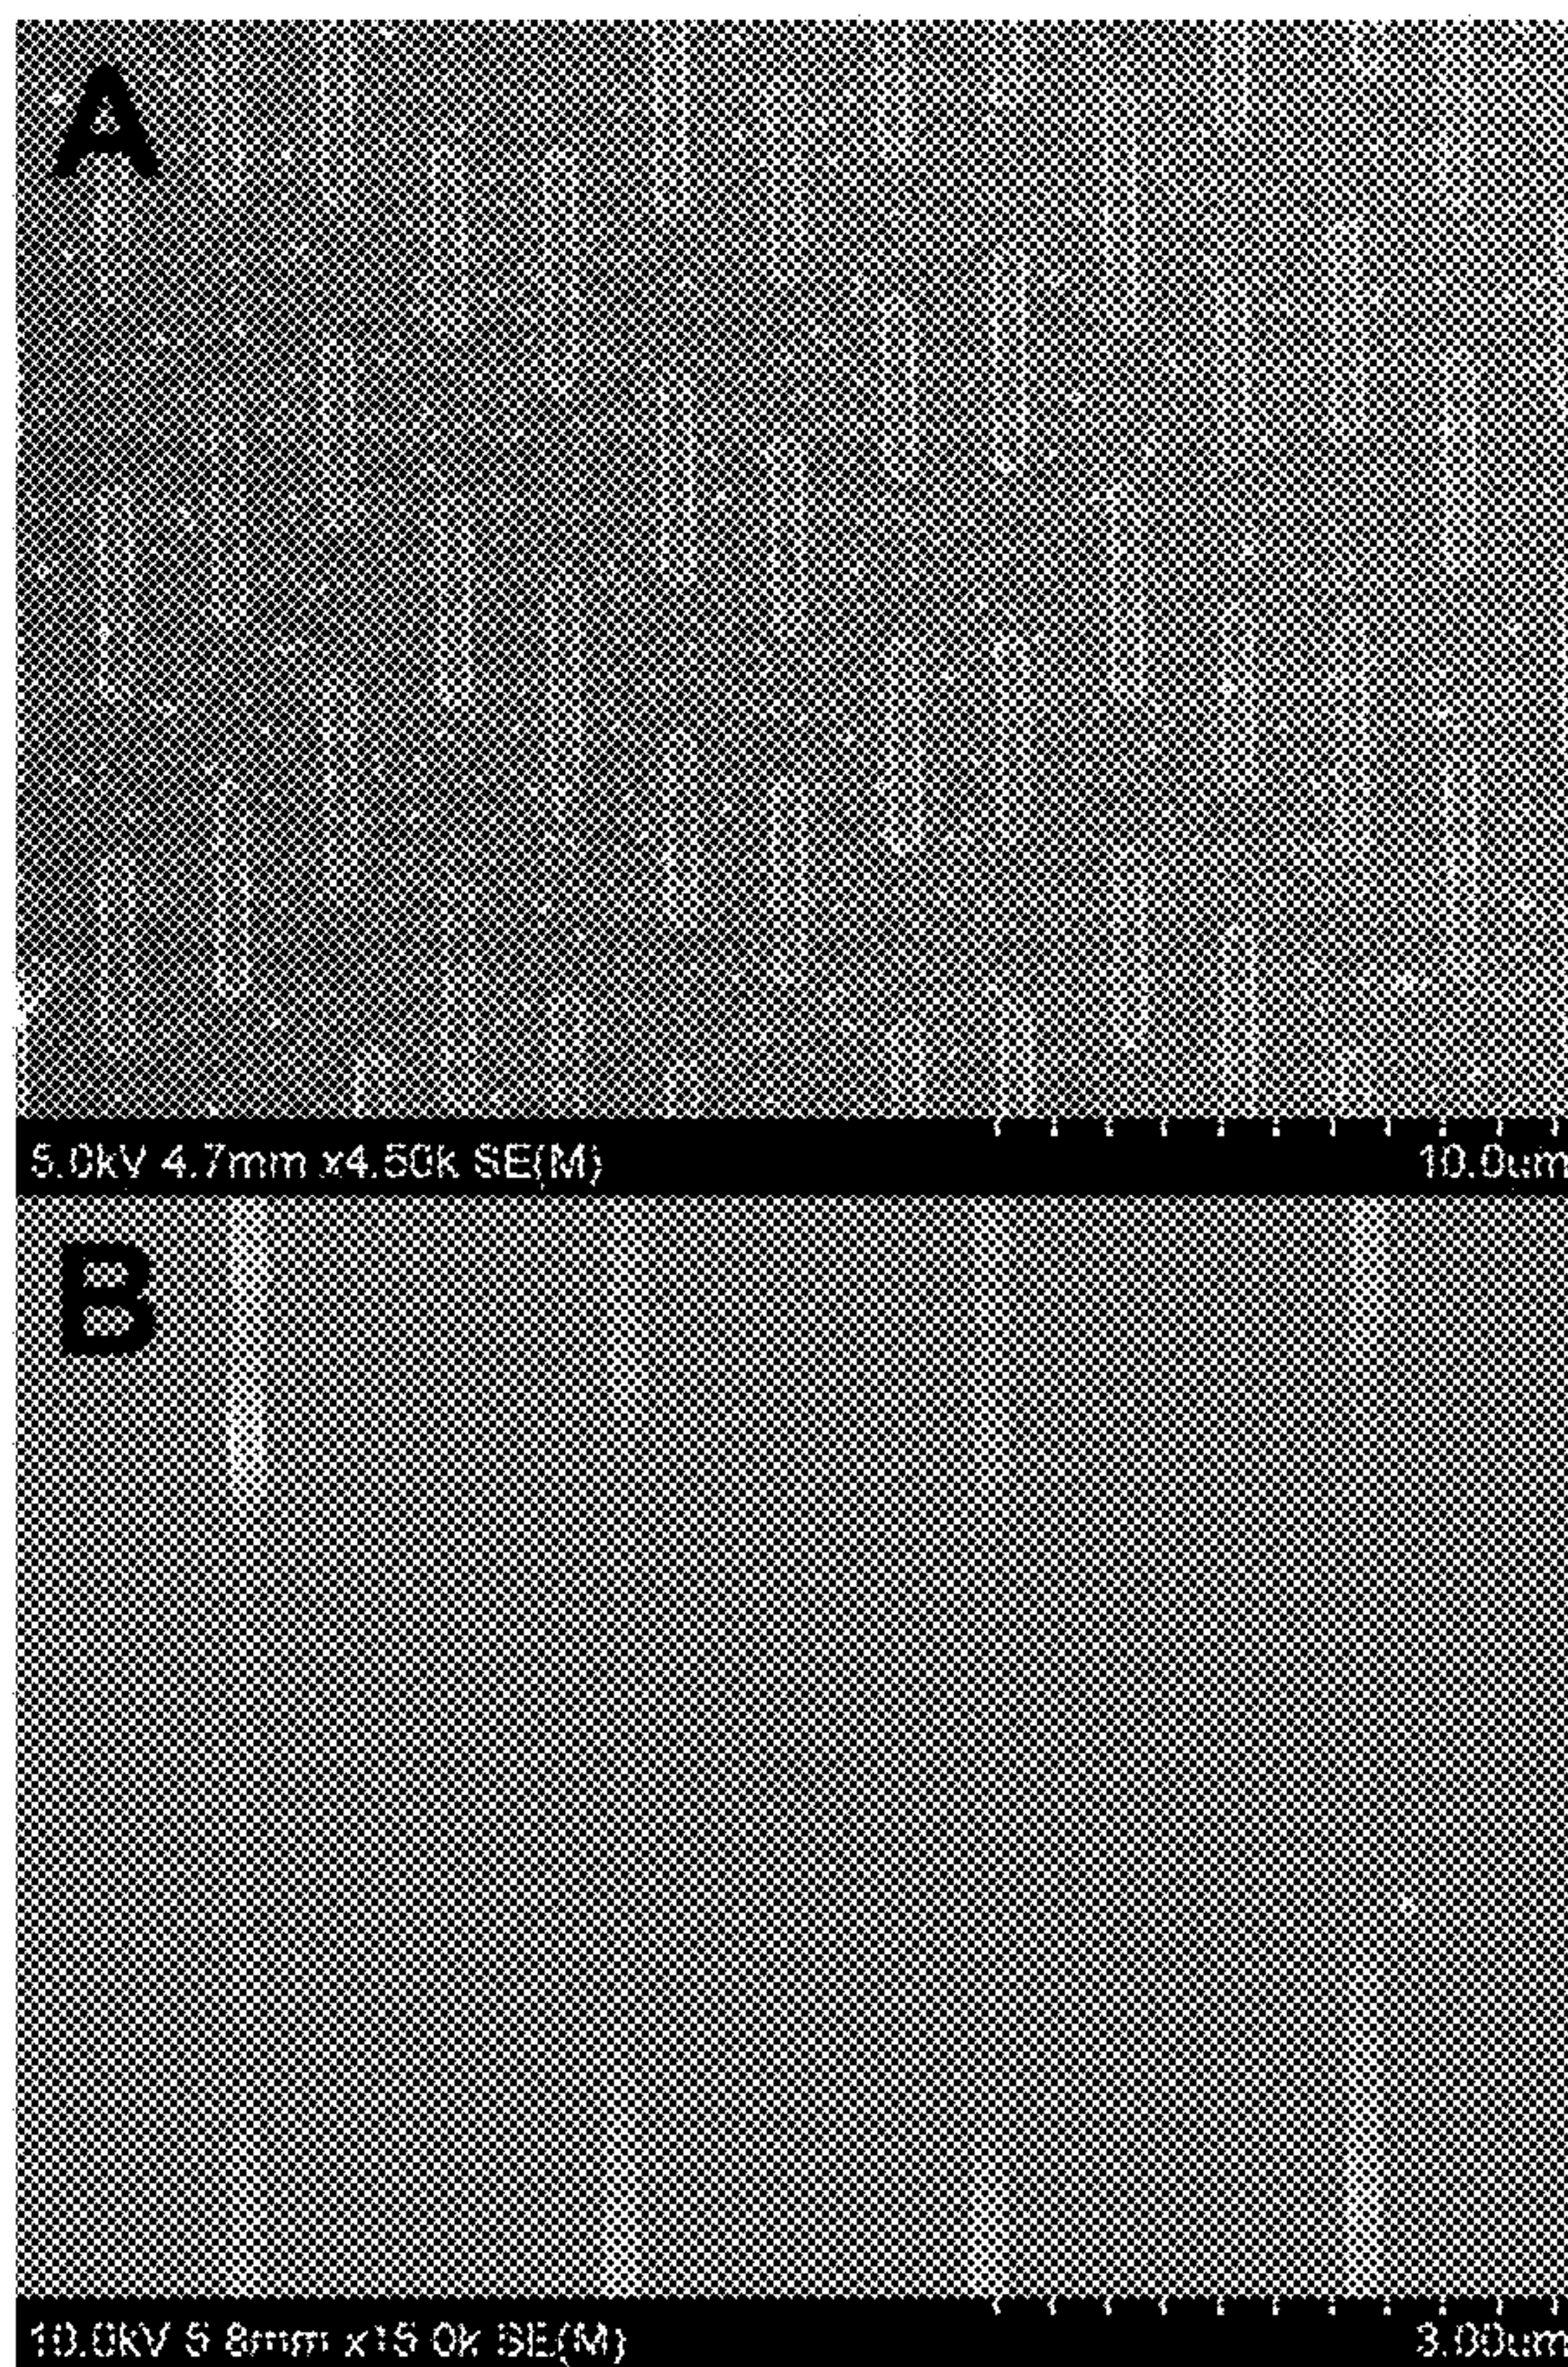 A
5.0kV 4.7mm x4.50k SE(M)
10.0um
B
10.0kV 5.8mm x15.0k SE(M)
3.00um